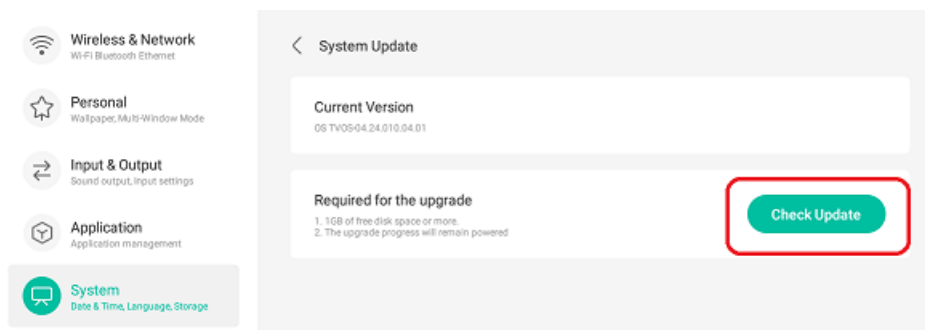 Wireless & Network
Wi-Fi Bluetooth Ethernet
Personal
Wallpaper, Multi-Window Mode
Input & Output
Sound output, Input settings
Application
Application management
System
Date & Time, Language, Storage
System Update
Current Version
OS TVOS-04.24.010.04.01
Required for the upgrade
1. 1GB of free disk space or more.
2. The upgrade progress will remain powered
Check Update